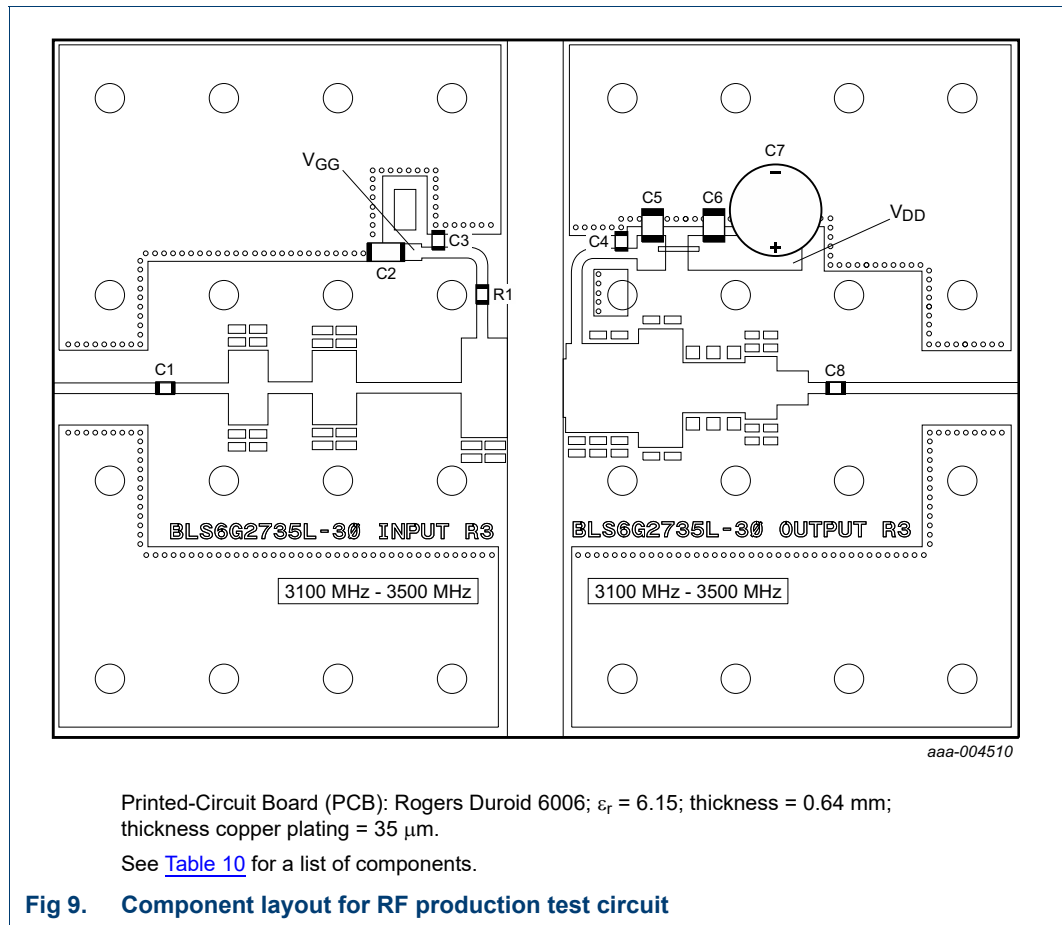 C7
VGG
C5
C6
VDD
C3
C4
C2
R1
C1
C8
BLS6G2735L-30 INPUT R3
BLS6G2735L-30 OUTPUT R3
3100 MHz - 3500 MHz
3100 MHz - 3500 MHz
aaa-004510
Printed-Circuit Board (PCB): Rogers Duroid 6006; εr = 6.15; thickness = 0.64 mm;
thickness copper plating = 35 μm.
See Table 10 for a list of components.
Fig 9. Component layout for RF production test circuit